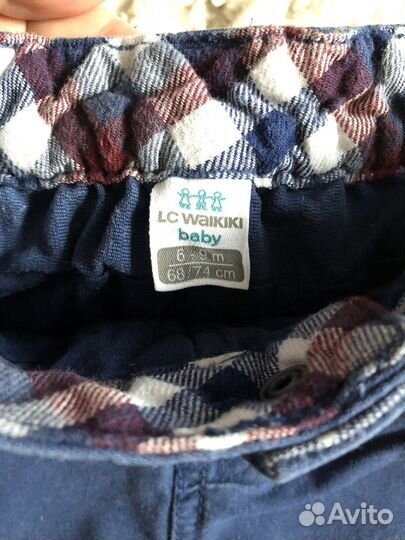 LC WAIKIKI
baby
6-9 m
68/74 cm
Avito